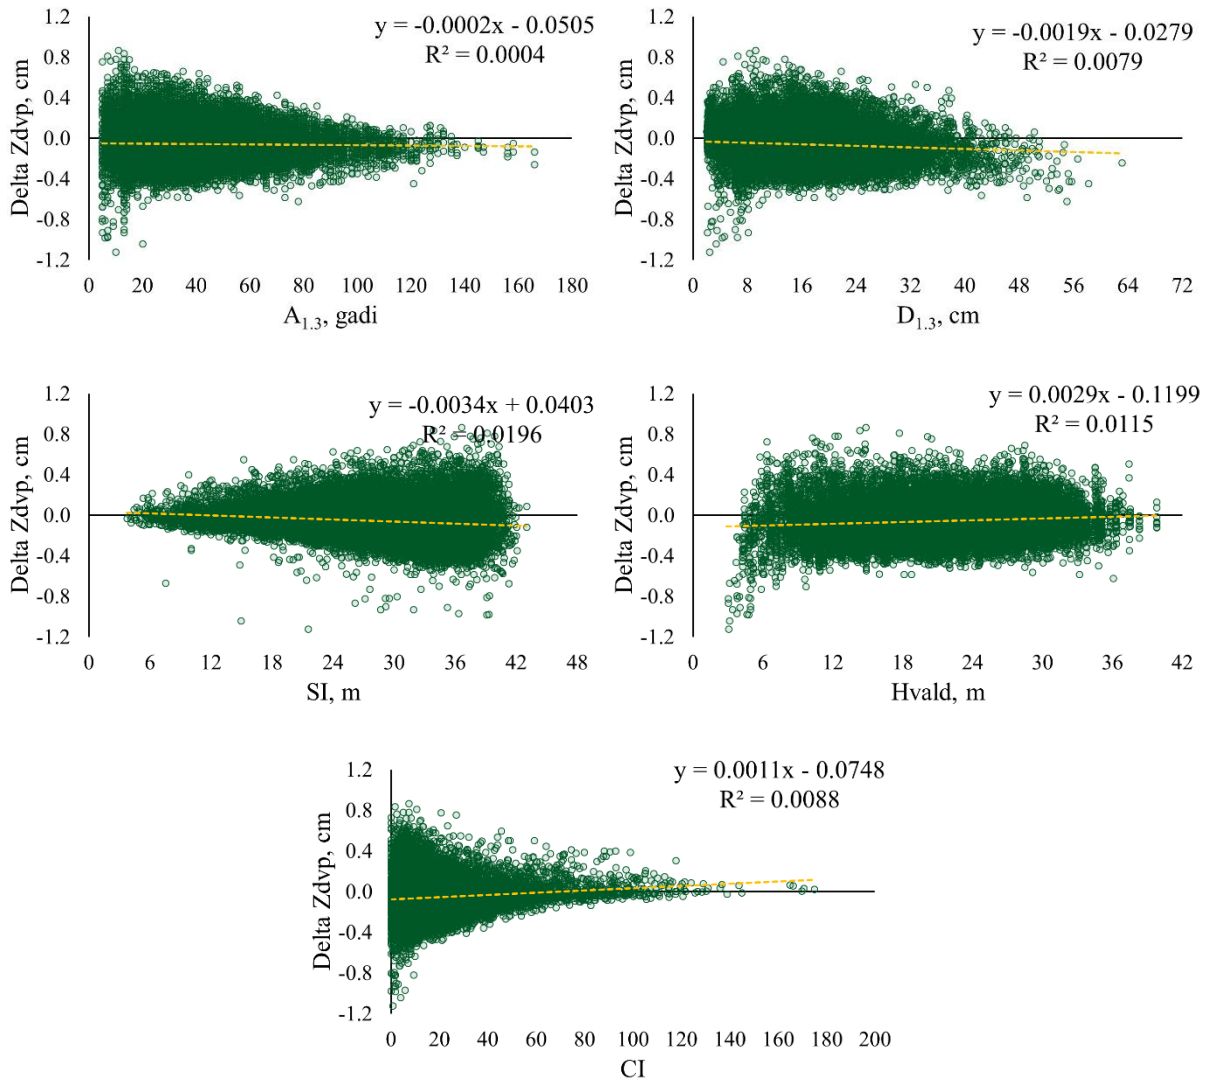 y = -0.0002x - 0.0505
R² = 0.0004
1.2
0.8
0.4
0.0
-0.4
-0.8
-1.2
Delta Zdvp, cm
0 20 40 60 80 100 120 140 160 180
A1.3, gadi
y = -0.0019x - 0.0279
R² = 0.0079
1.2
0.8
0.4
0.0
-0.4
-0.8
-1.2
Delta Zdvp, cm
0 8 16 24 32 40 48 56 64 72
D1.3, cm
y = -0.0034x + 0.0403
R² = 0.0196
1.2
0.8
0.4
0.0
-0.4
-0.8
-1.2
Delta Zdvp, cm
0 6 12 18 24 30 36 42 48
SI, m
y = 0.0029x - 0.1199
R² = 0.0115
1.2
0.8
0.4
0.0
-0.4
-0.8
-1.2
Delta Zdvp, cm
0 6 12 18 24 30 36 42
Hvald, m
y = 0.0011x - 0.0748
R² = 0.0088
1.2
0.8
0.4
0.0
-0.4
-0.8
-1.2
Delta Zdvp, cm
0 20 40 60 80 100 120 140 160 180 200
CI